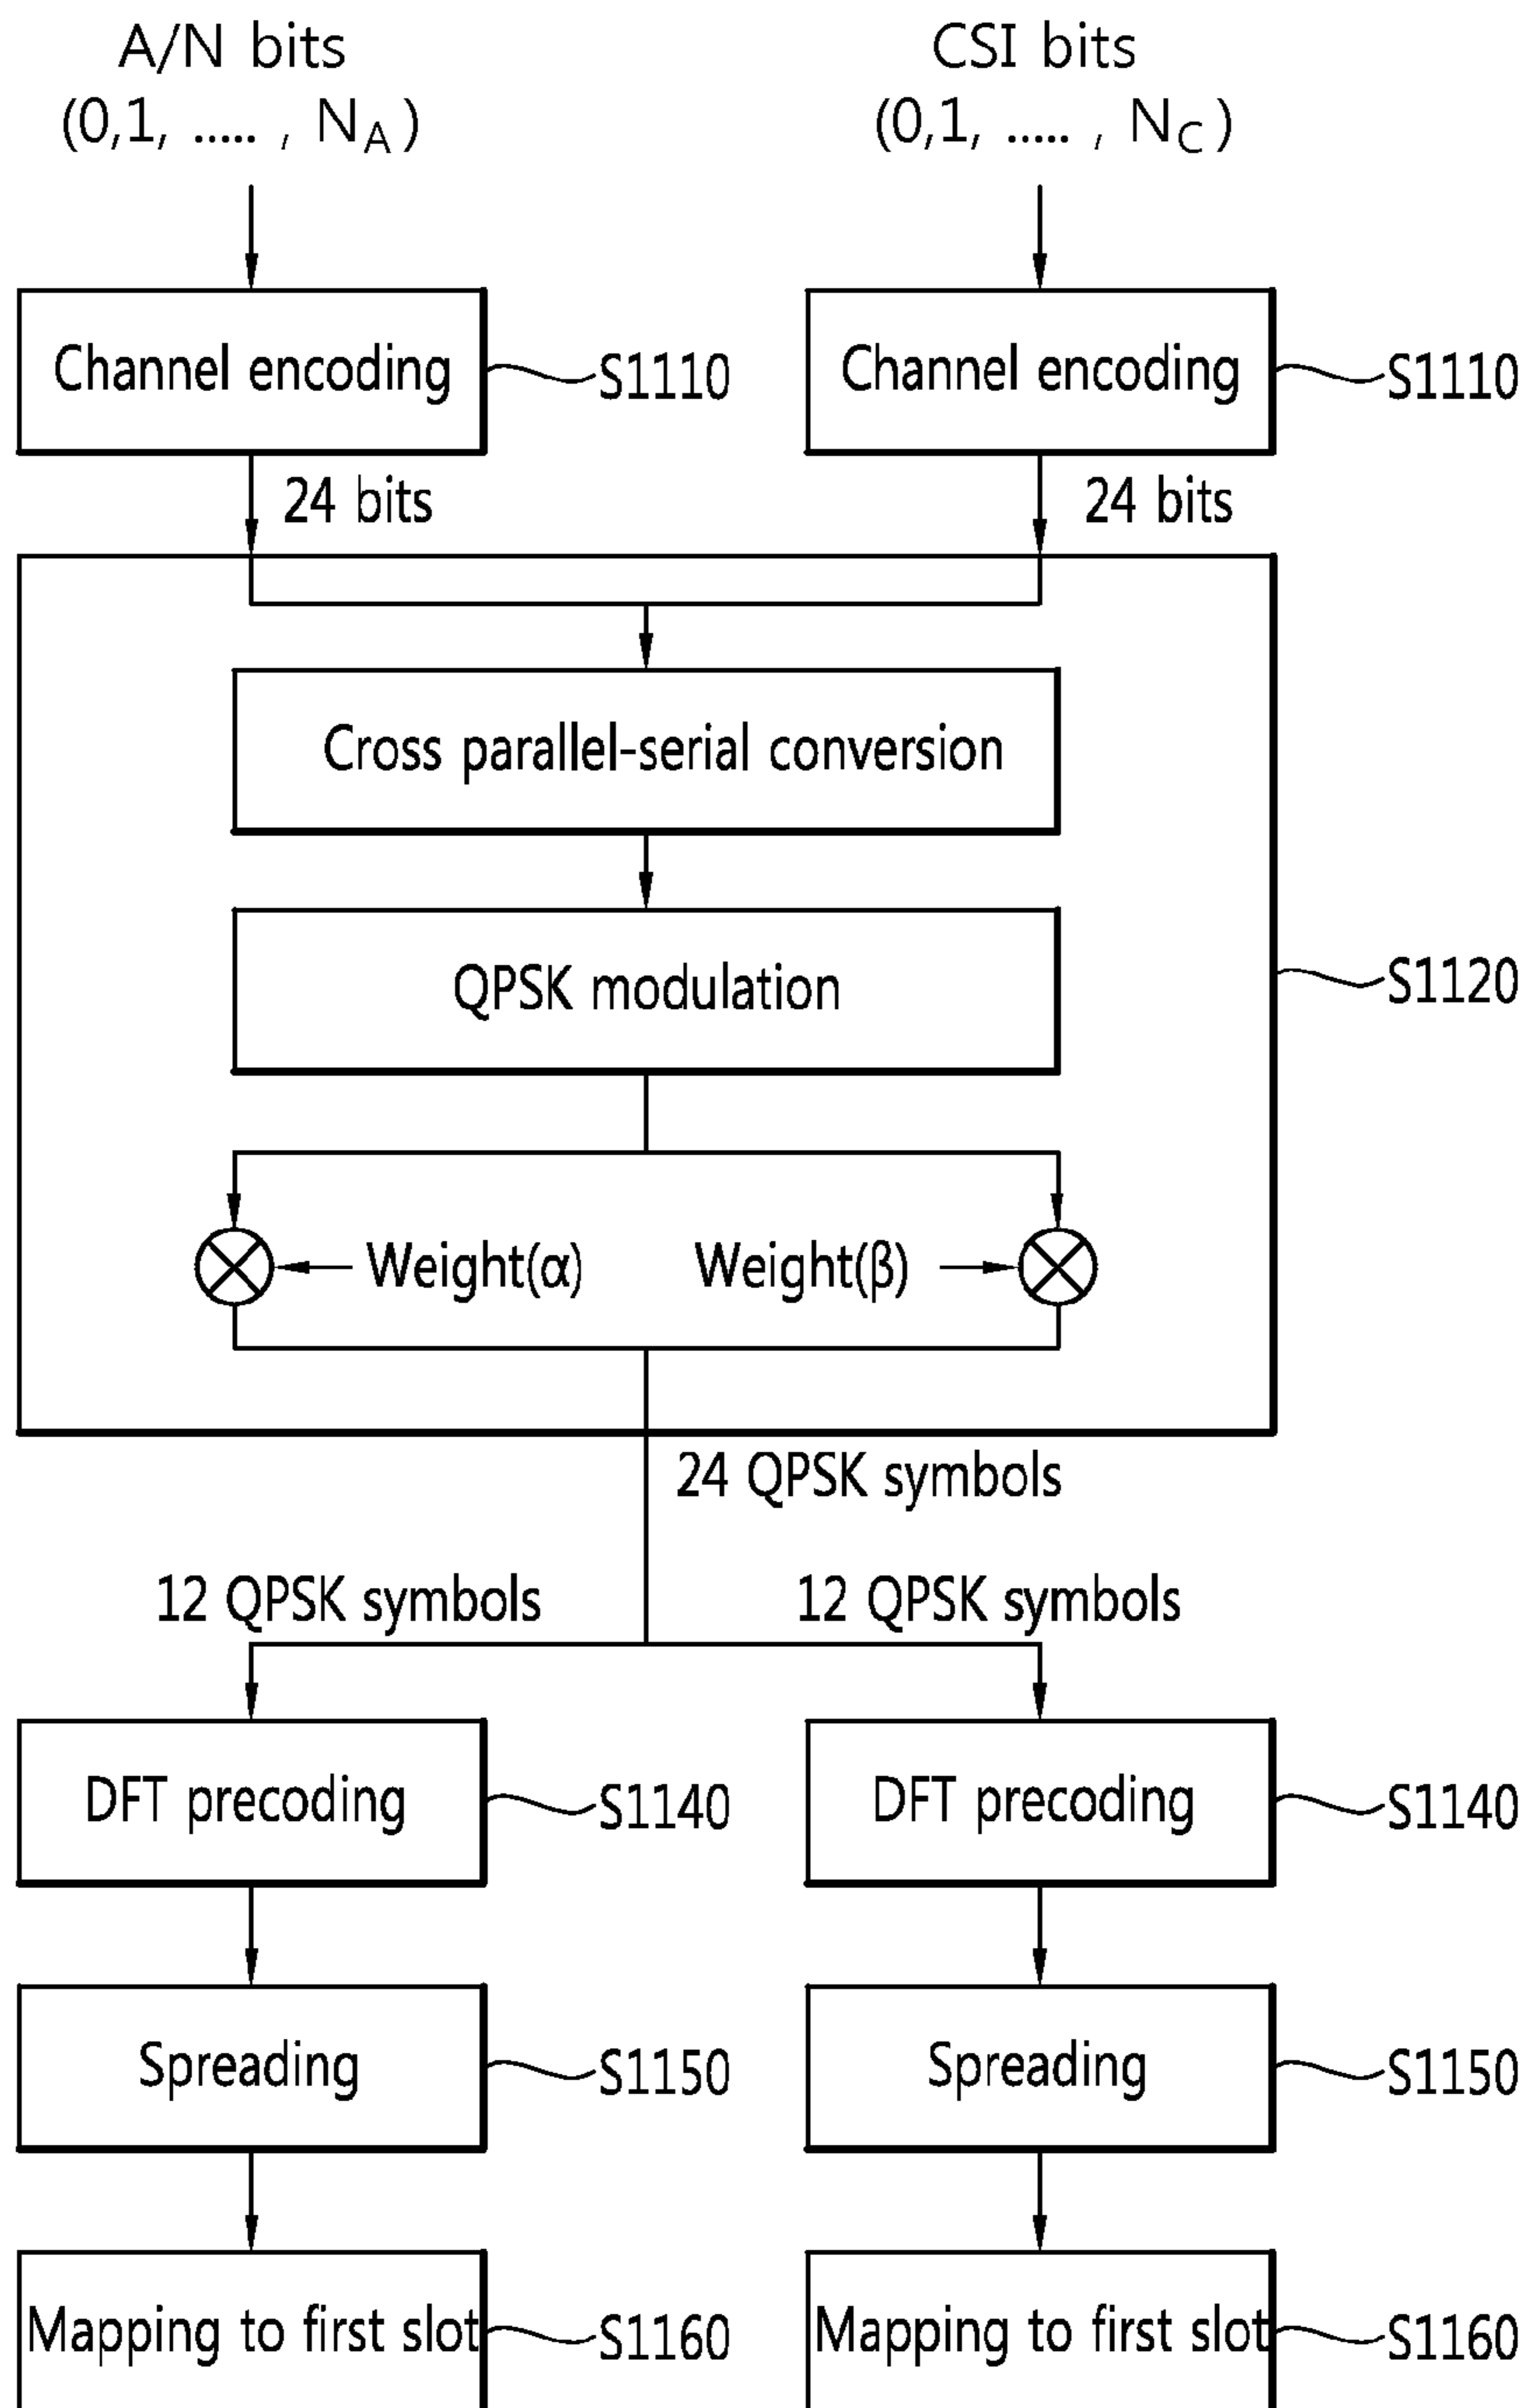 A/N bits
(0,1, ..... , NA)
CSI bits
(0,1, ..... , NC)
Channel encoding
S1110
Channel encoding
S1110
24 bits
24 bits
Cross parallel-serial conversion
QPSK modulation
S1120
Weight(α)
Weight(β)
24 QPSK symbols
12 QPSK symbols
12 QPSK symbols
DFT precoding
S1140
DFT precoding
S1140
Spreading
S1150
Spreading
S1150
Mapping to first slot
S1160
Mapping to first slot
S1160